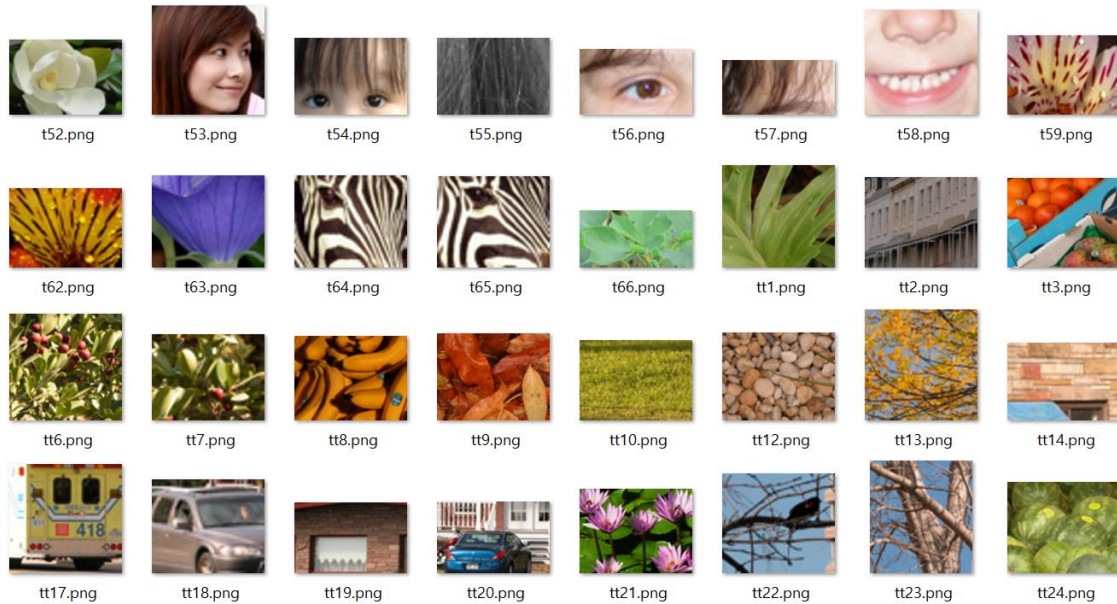 t52.png t53.png t54.png t55.png t56.png t57.png t58.png t59.png
t62.png t63.png t64.png t65.png t66.png tt1.png tt2.png tt3.png
tt6.png tt7.png tt8.png tt9.png tt10.png tt12.png tt13.png tt14.png
418
tt17.png tt18.png tt19.png tt20.png tt21.png tt22.png tt23.png tt24.png